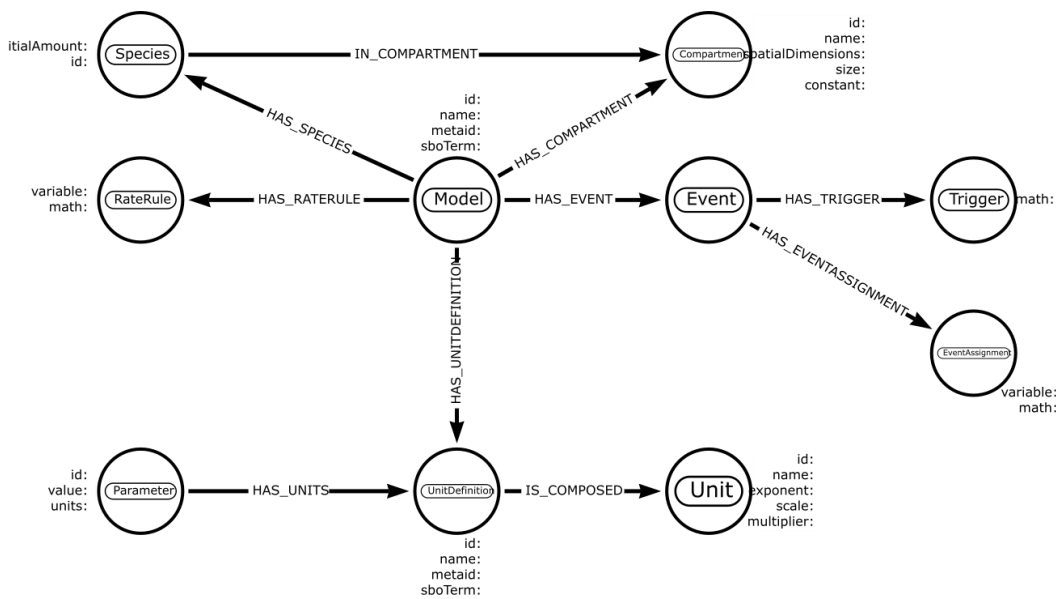 itialAmount:
id:
Species
IN_COMPARTMENT
Compartment
id:
name:
spatialDimensions:
size:
constant:
HAS_SPECIES
id:
name:
metaid:
sboTerm:
HAS_COMPARTMENT
variable:
math:
RateRule
HAS_RATERULE
Model
HAS_EVENT
Event
HAS_TRIGGER
Trigger
math:
HAS_EVENTASSIGNMENT
HAS_UNITDEFINITION
EventAssignment
variable:
math:
id:
value:
units:
Parameter
HAS_UNITS
UnitDefinition
IS_COMPOSED
Unit
id:
name:
exponent:
scale:
multiplier:
id:
name:
metaid:
sboTerm: